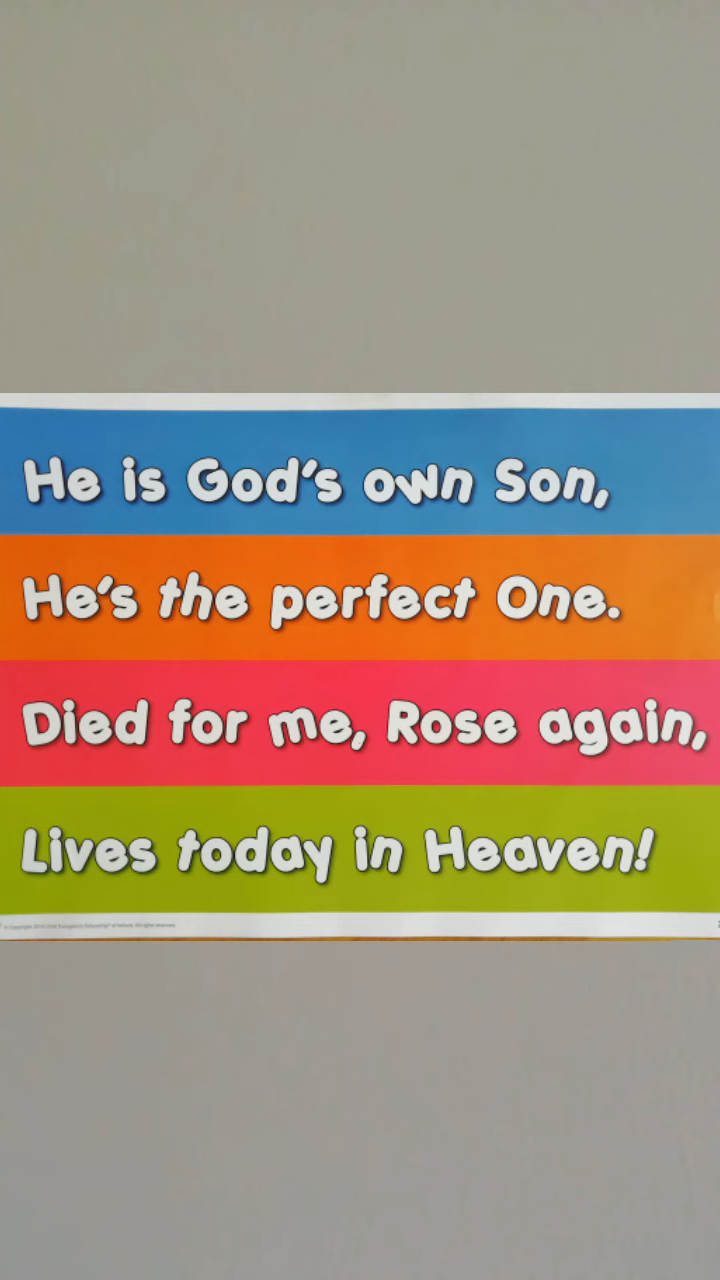 He is God's own Son,
He's the perfect One.
Died for me, Rose again,
Lives today in Heaven!